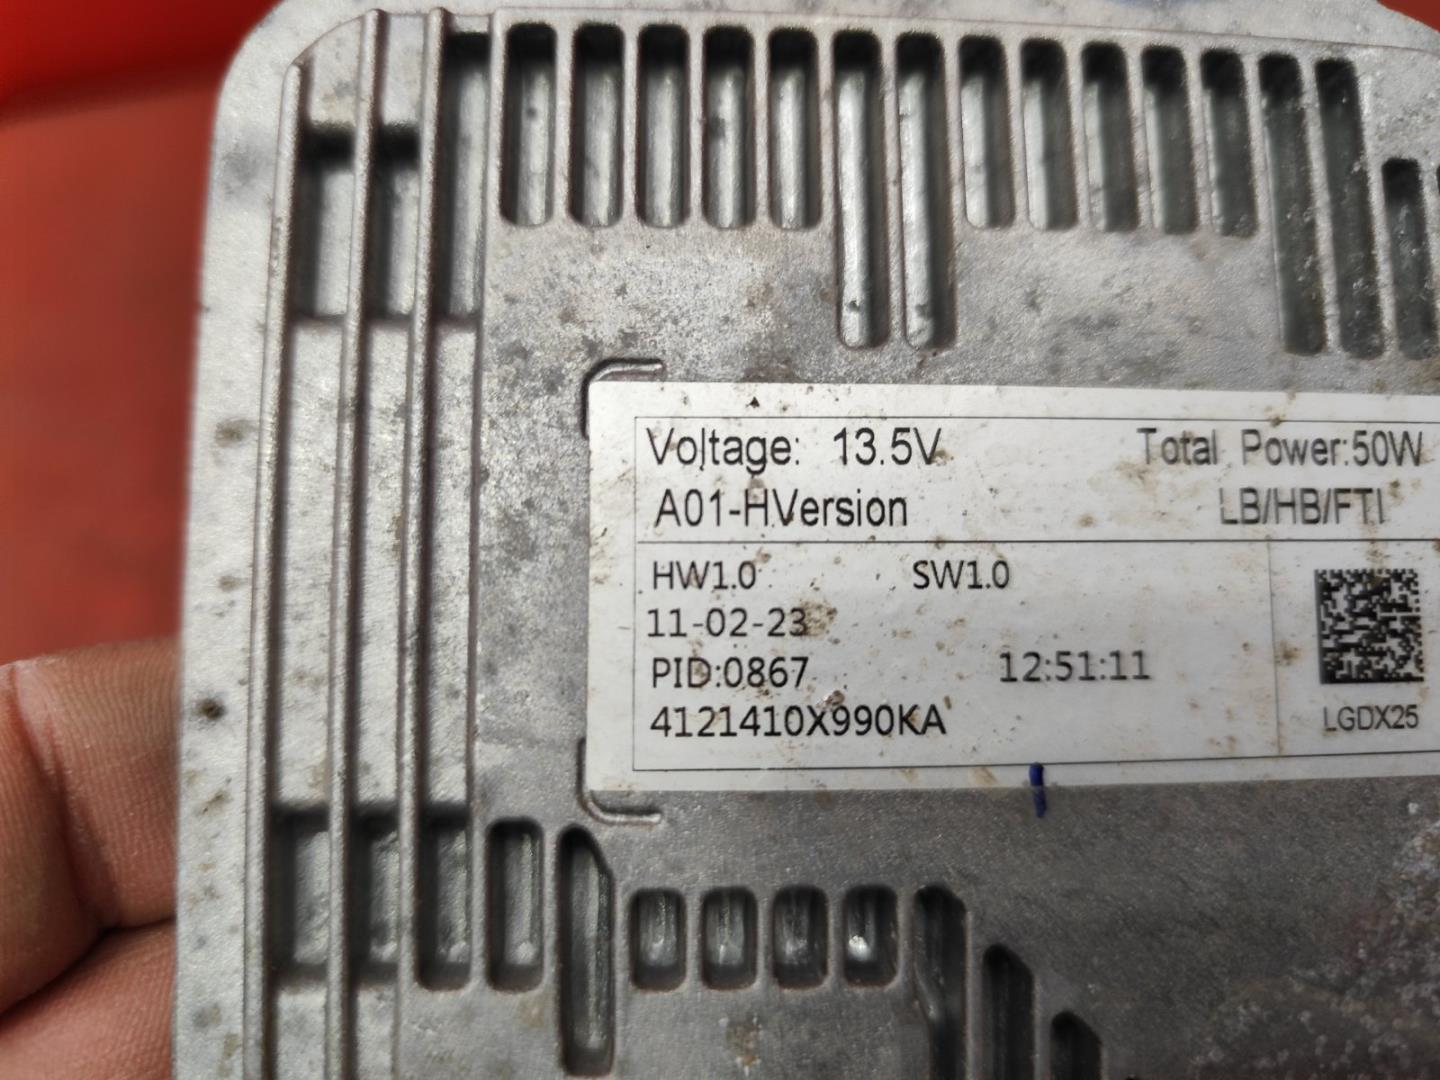 Voltage: 13.5V Total Power:50W
A01-HVersion LB/HB/FTI
HW1.0 SW1.0
11-02-23
PID:0867 12:51:11
4121410X990KA LGDX25